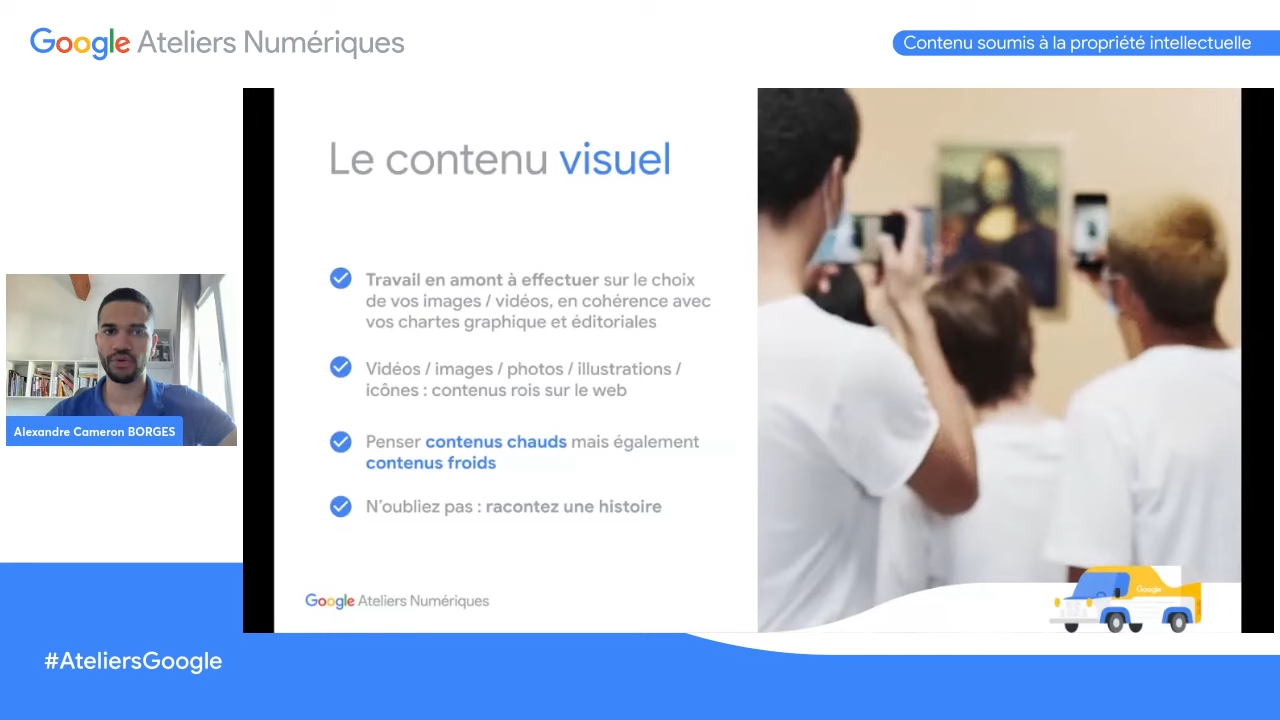 Google Ateliers Numériques
Contenu soumis à la propriété intellectuelle
Le contenu visuel
Travail en amont à effectuer sur le choix
de vos images / vidéos, en cohérence avec
vos chartes graphique et éditoriales
Vidéos / images / photos / illustrations /
icônes : contenus rois sur le web
Penser contenus chauds mais également
contenus froids
N'oubliez pas : racontez une histoire
Alexandre Cameron BORGES
Google Ateliers Numériques
Google
#AteliersGoogle